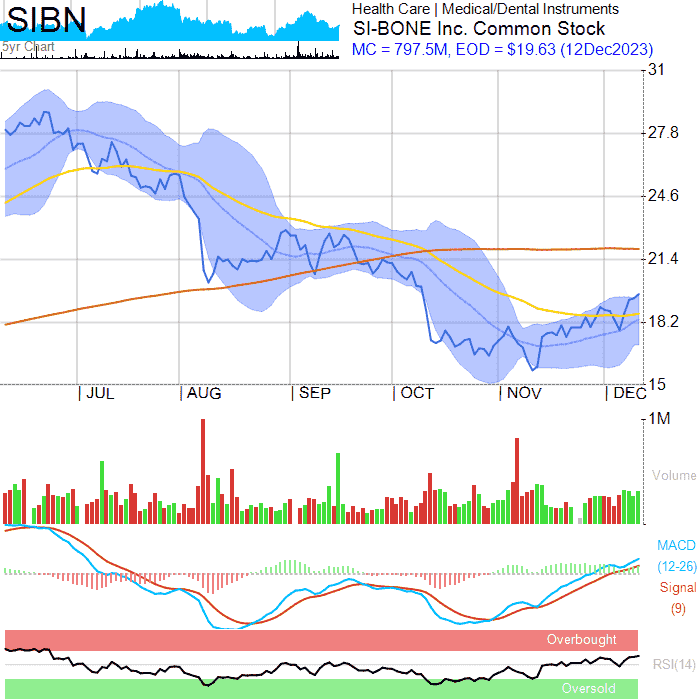 SIBN
5yr Chart
Health Care | Medical/Dental Instruments
SI-BONE Inc. Common Stock
MC = 797.5M, EOD = $19.63 (12Dec2023)
31
27.8
24.6
21.4
18.2
15
JUL AUG SEP OCT NOV DEC
1M
Volume
MACD
(12-26)
Signal
(9)
Overbought
RSI(14)
Oversold